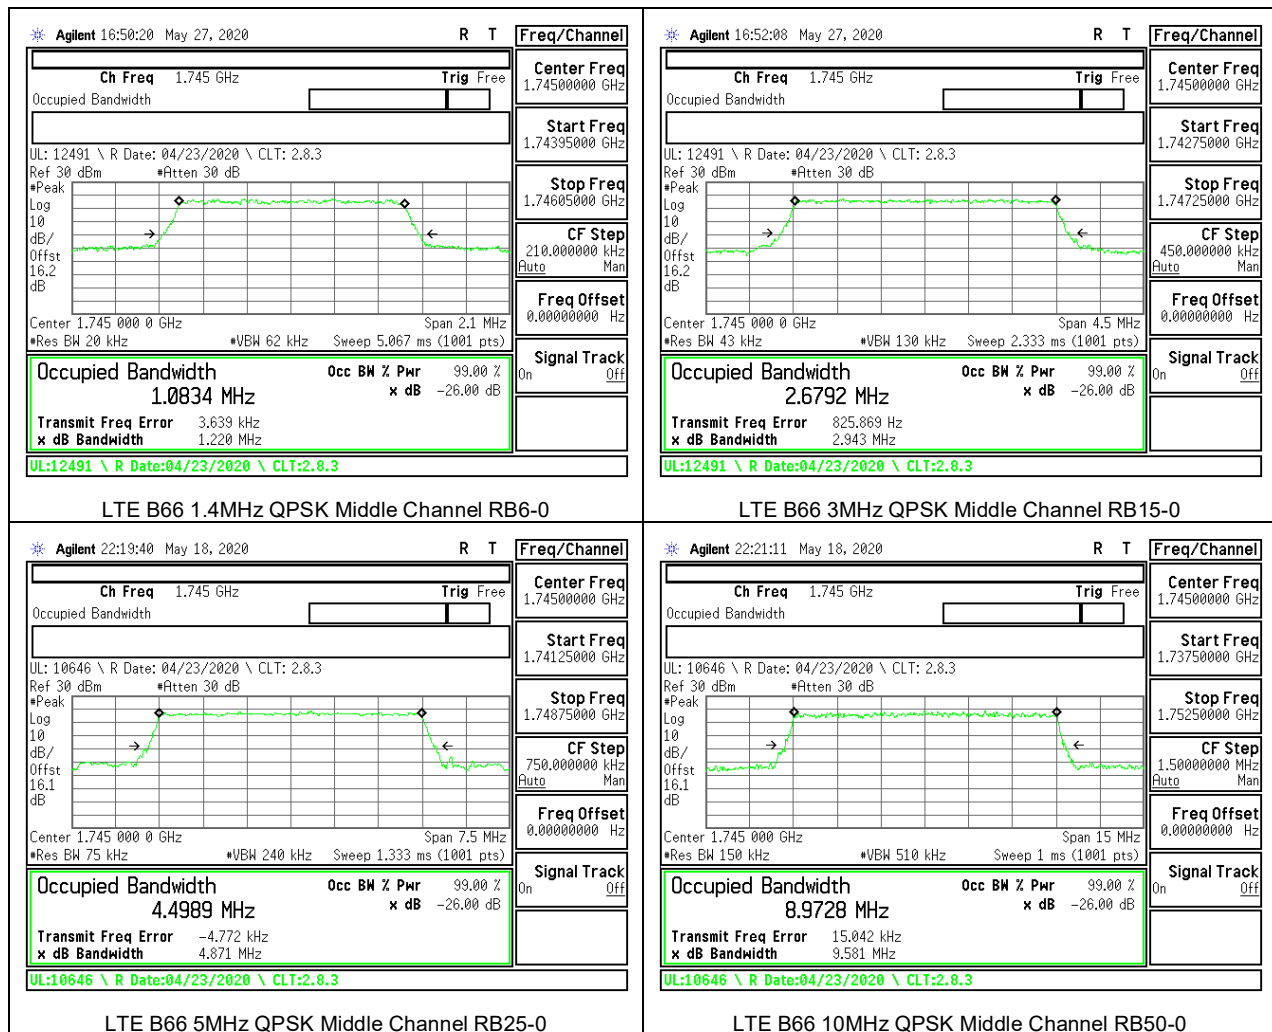 Agilent 16:50:20 May 27, 2020 R T
Freq/Channel
Ch Freq 1.745 GHz Trig Free
Occupied Bandwidth
UL: 12491 \ R Date: 04/23/2020 \ CLT: 2.8.3
Ref 30 dBm #Atten 30 dB
#Peak
Log
10
dB/
Offst
16.2
dB
Center 1.745 000 0 GHz Span 2.1 MHz
#Res BW 20 kHz #VBW 62 kHz Sweep 5.067 ms (1001 pts)
Occupied Bandwidth Occ BW % Pwr 99.00 %
1.0834 MHz x dB -26.00 dB
Transmit Freq Error 3.639 kHz
x dB Bandwidth 1.220 MHz
UL:12491 \ R Date:04/23/2020 \ CLT:2.8.3
Center Freq
1.74500000 GHz
Start Freq
1.74395000 GHz
Stop Freq
1.74605000 GHz
CF Step
210.000000 kHz
Auto Man
Freq Offset
0.00000000 Hz
Signal Track
On Off
LTE B66 1.4MHz QPSK Middle Channel RB6-0
Agilent 16:52:08 May 27, 2020 R T
Freq/Channel
Ch Freq 1.745 GHz Trig Free
Occupied Bandwidth
UL: 12491 \ R Date: 04/23/2020 \ CLT: 2.8.3
Ref 30 dBm #Atten 30 dB
#Peak
Log
10
dB/
Offst
16.2
dB
Center 1.745 000 0 GHz Span 4.5 MHz
#Res BW 43 kHz #VBW 130 kHz Sweep 2.333 ms (1001 pts)
Occupied Bandwidth Occ BW % Pwr 99.00 %
2.6792 MHz x dB -26.00 dB
Transmit Freq Error 825.869 Hz
x dB Bandwidth 2.943 MHz
UL:12491 \ R Date:04/23/2020 \ CLT:2.8.3
Center Freq
1.74500000 GHz
Start Freq
1.74275000 GHz
Stop Freq
1.74725000 GHz
CF Step
450.000000 kHz
Auto Man
Freq Offset
0.00000000 Hz
Signal Track
On Off
LTE B66 3MHz QPSK Middle Channel RB15-0
Agilent 22:19:40 May 18, 2020 R T
Freq/Channel
Ch Freq 1.745 GHz Trig Free
Occupied Bandwidth
UL: 10646 \ R Date: 04/23/2020 \ CLT: 2.8.3
Ref 30 dBm #Atten 30 dB
#Peak
Log
10
dB/
Offst
16.1
dB
Center 1.745 000 0 GHz Span 7.5 MHz
#Res BW 75 kHz #VBW 240 kHz Sweep 1.333 ms (1001 pts)
Occupied Bandwidth Occ BW % Pwr 99.00 %
4.4989 MHz x dB -26.00 dB
Transmit Freq Error -4.772 kHz
x dB Bandwidth 4.871 MHz
UL:10646 \ R Date:04/23/2020 \ CLT:2.8.3
Center Freq
1.74500000 GHz
Start Freq
1.74125000 GHz
Stop Freq
1.74875000 GHz
CF Step
750.000000 kHz
Auto Man
Freq Offset
0.00000000 Hz
Signal Track
On Off
LTE B66 5MHz QPSK Middle Channel RB25-0
Agilent 22:21:11 May 18, 2020 R T
Freq/Channel
Ch Freq 1.745 GHz Trig Free
Occupied Bandwidth
UL: 10646 \ R Date: 04/23/2020 \ CLT: 2.8.3
Ref 30 dBm #Atten 30 dB
#Peak
Log
10
dB/
Offst
16.1
dB
Center 1.745 000 GHz Span 15 MHz
#Res BW 150 kHz #VBW 510 kHz Sweep 1 ms (1001 pts)
Occupied Bandwidth Occ BW % Pwr 99.00 %
8.9728 MHz x dB -26.00 dB
Transmit Freq Error 15.042 kHz
x dB Bandwidth 9.581 MHz
UL:10646 \ R Date:04/23/2020 \ CLT:2.8.3
Center Freq
1.74500000 GHz
Start Freq
1.73750000 GHz
Stop Freq
1.75250000 GHz
CF Step
1.50000000 MHz
Auto Man
Freq Offset
0.00000000 Hz
Signal Track
On Off
LTE B66 10MHz QPSK Middle Channel RB50-0